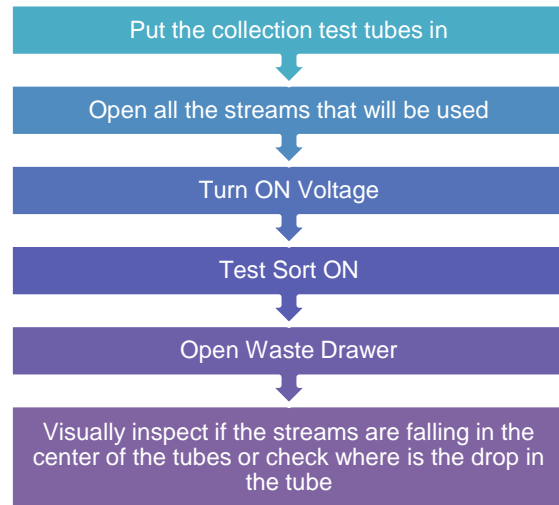 Put the collection test tubes in
Open all the streams that will be used
Turn ON Voltage
Test Sort ON
Open Waste Drawer
Visually inspect if the streams are falling in the
center of the tubes or check where is the drop in
the tube